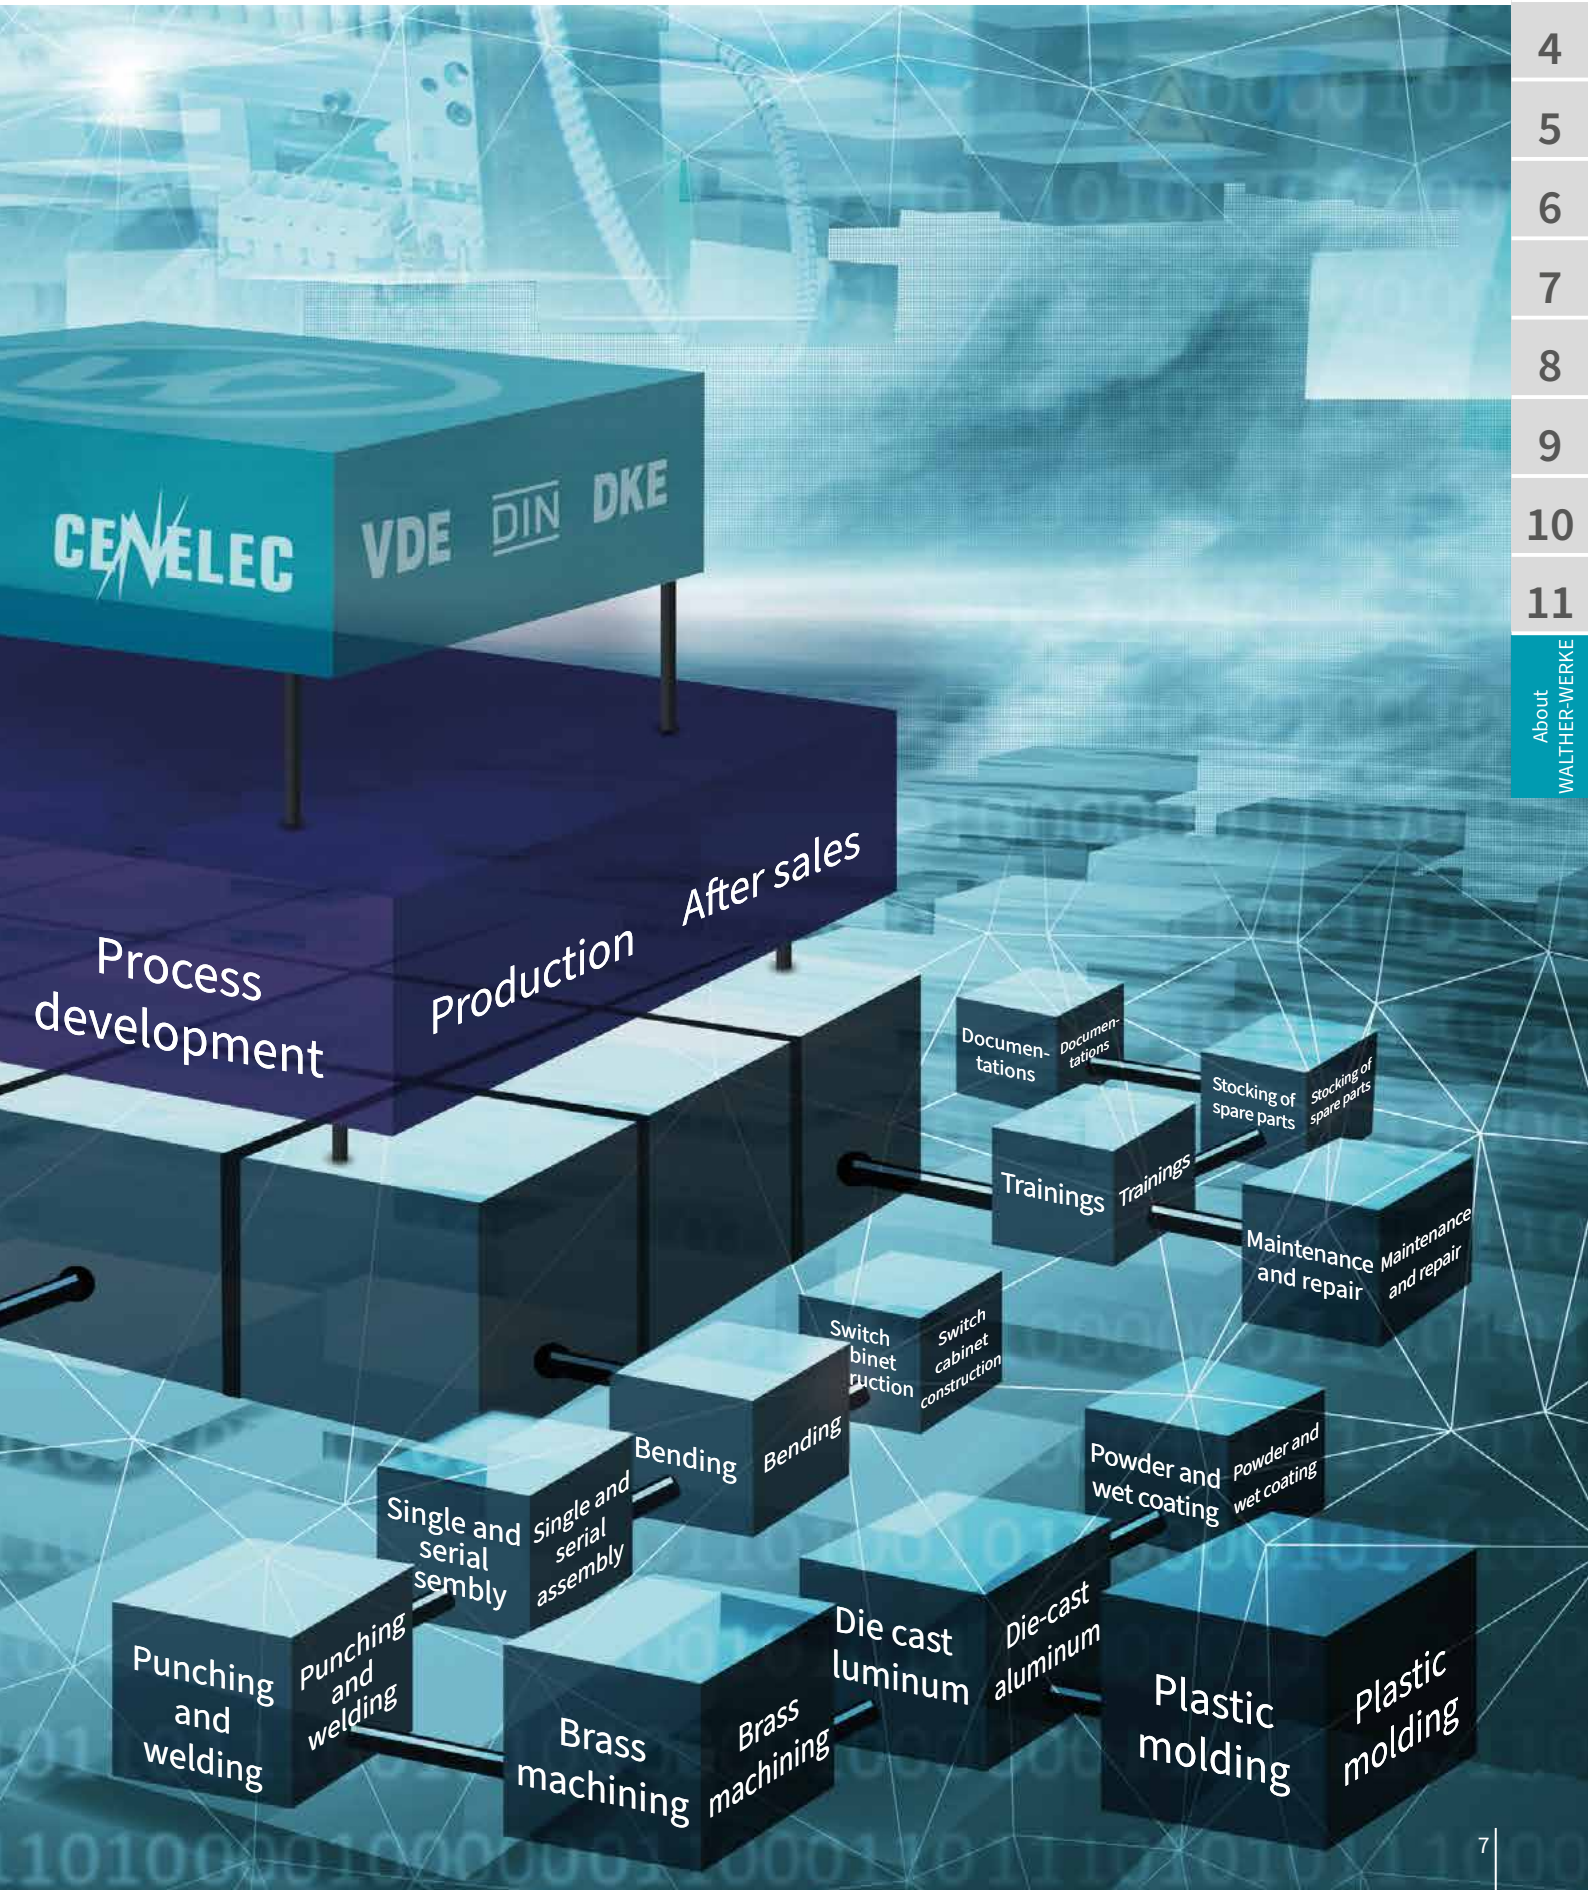 4
5
6
7
8
9
10
11
About
WALTHER-WERKE
CENELEC
VDE
DIN
DKE
Process
development
Production
After sales
Documen-
tations
Documen-
tations
Stocking of
spare parts
Stocking of
spare parts
Trainings
Trainings
Maintenance
and repair
Maintenance
and repair
Switch
binet
ruction
Switch
cabinet
construction
Bending
Bending
Powder and
wet coating
Powder and
wet coating
Single and
serial
sembly
Single and
serial
assembly
Punching
and
welding
Punching
and
welding
Brass
machining
Brass
machining
Die cast
luminum
Die-cast
aluminum
Plastic
molding
Plastic
molding
7